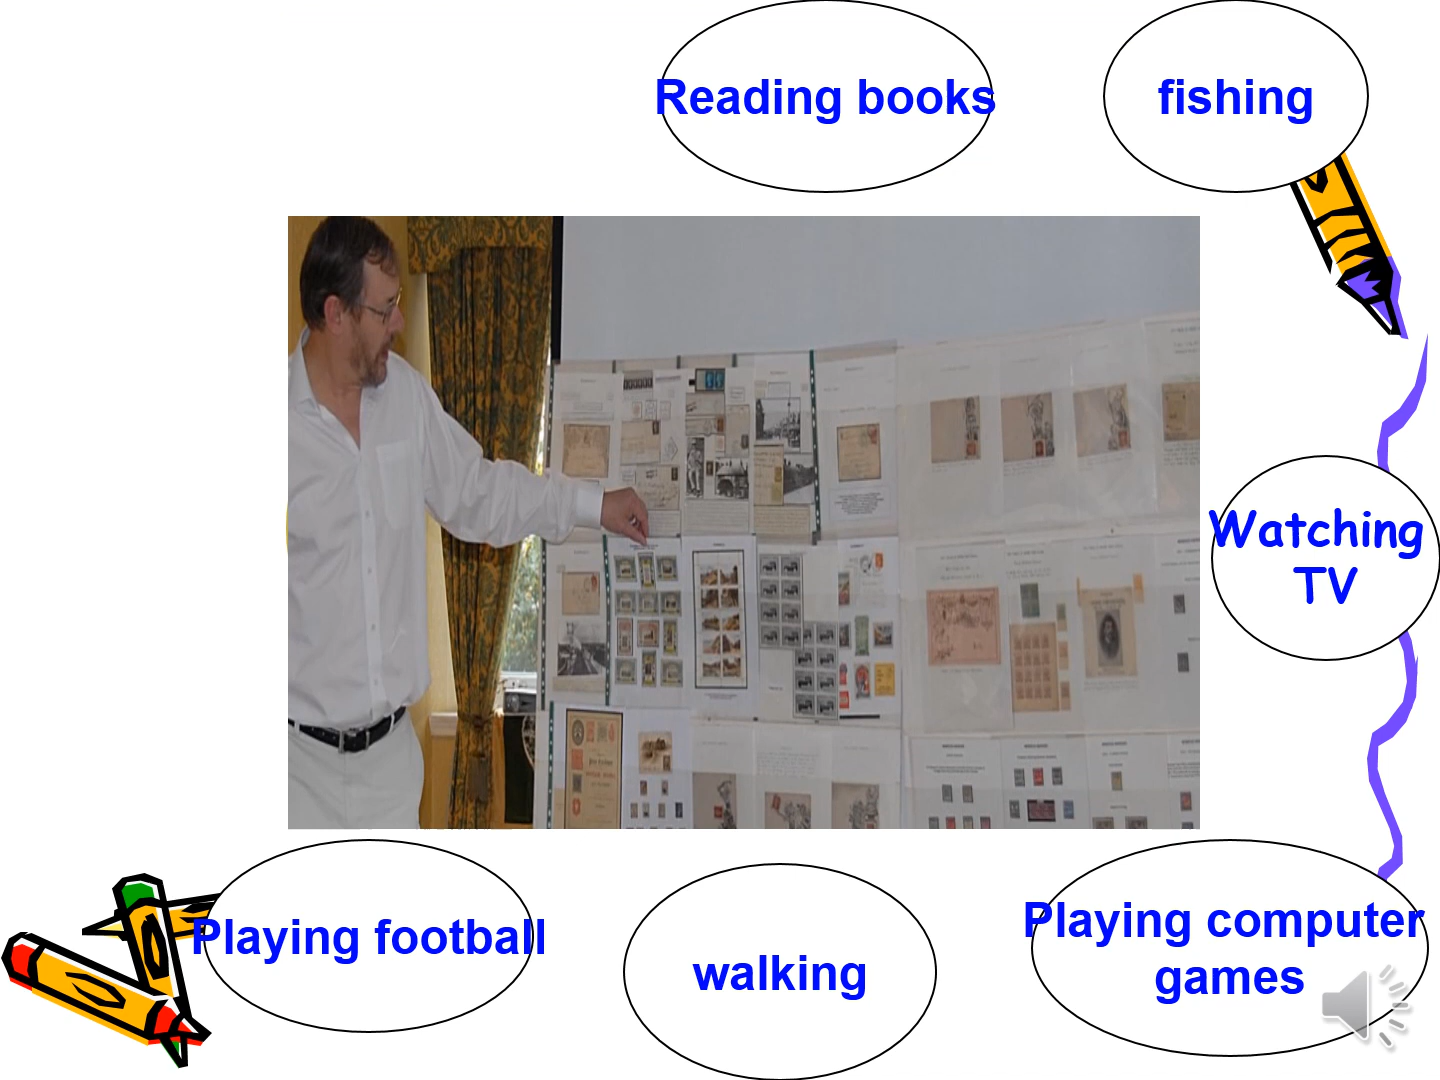 Reading books
fishing
Watching
TV
Playing football
walking
Playing computer
games